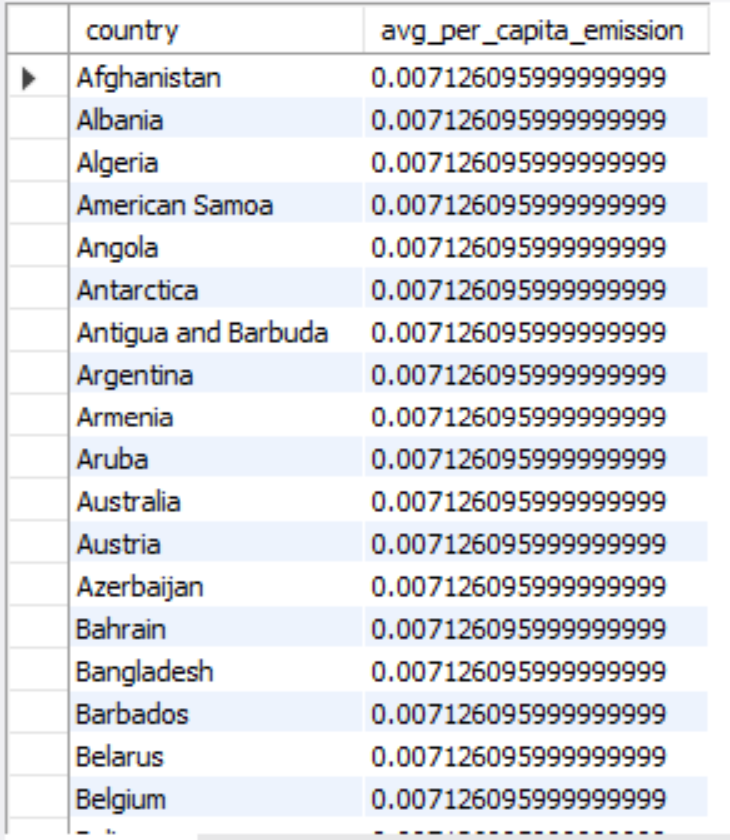 country avg_per_capita_emission
Afghanistan 0.007126095999999999
Albania 0.007126095999999999
Algeria 0.007126095999999999
American Samoa 0.007126095999999999
Angola 0.007126095999999999
Antarctica 0.007126095999999999
Antigua and Barbuda 0.007126095999999999
Argentina 0.007126095999999999
Armenia 0.007126095999999999
Aruba 0.007126095999999999
Australia 0.007126095999999999
Austria 0.007126095999999999
Azerbaijan 0.007126095999999999
Bahrain 0.007126095999999999
Bangladesh 0.007126095999999999
Barbados 0.007126095999999999
Belarus 0.007126095999999999
Belgium 0.007126095999999999